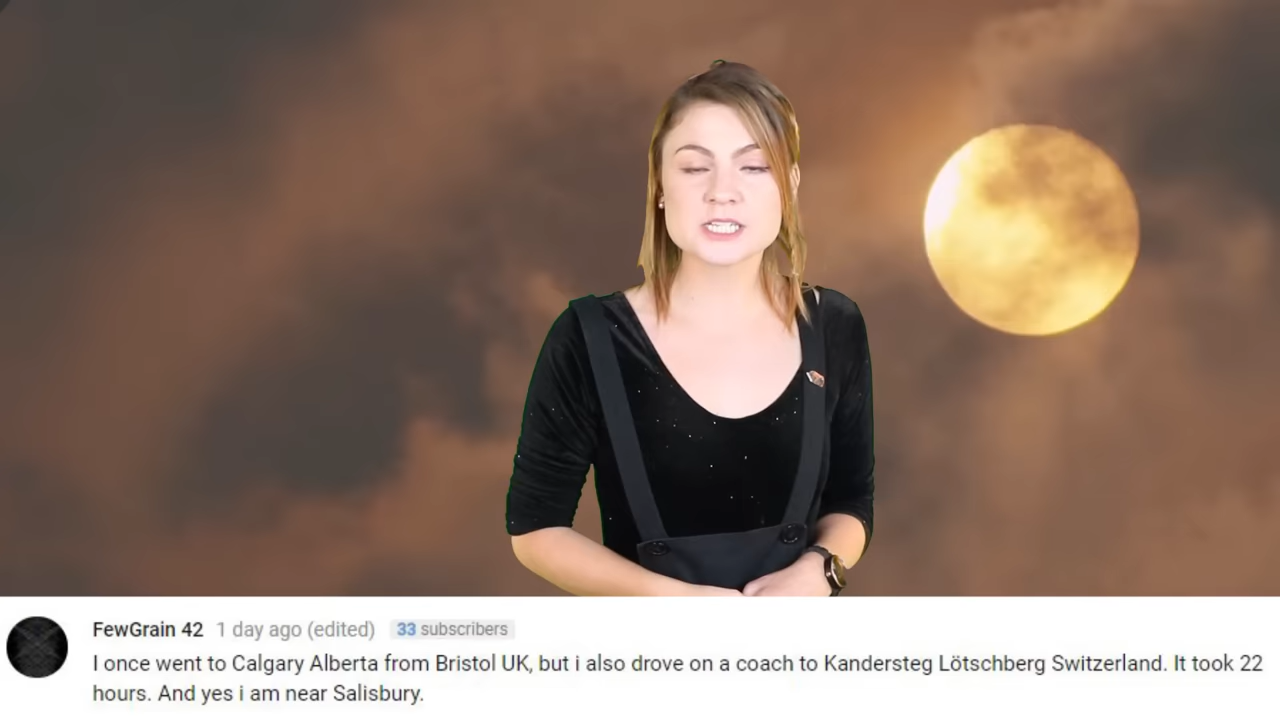 FewGrain 42 1 day ago (edited) 33 subscribers
I once went to Calgary Alberta from Bristol UK, but i also drove on a coach to Kandersteg Lötschberg Switzerland. It took 22
hours. And yes i am near Salisbury.